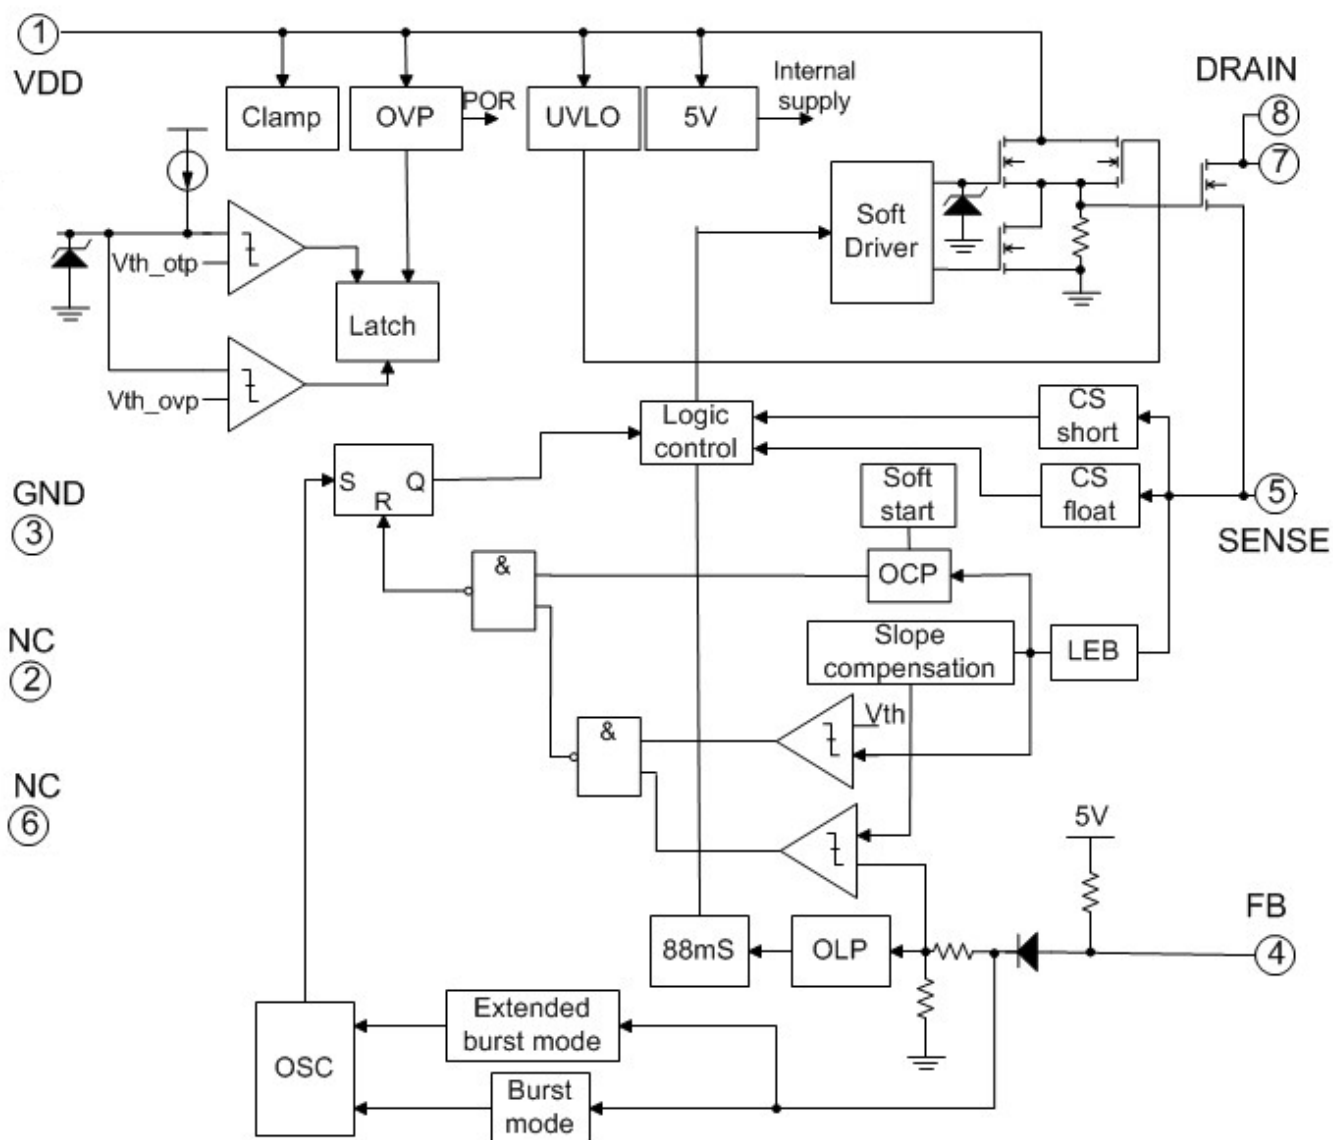 1
VDD
Clamp
OVP
POR
UVLO
5V
Internal
supply
DRAIN
8
7
Soft
Driver
Vth_otp
Latch
Vth_ovp
Logic
control
CS
short
S
Q
R
Soft
start
CS
float
5
SENSE
GND
3
&
OCP
NC
2
Slope
compensation
LEB
Vth
&
NC
6
5V
FB
4
88mS
OLP
Extended
burst mode
OSC
Burst
mode